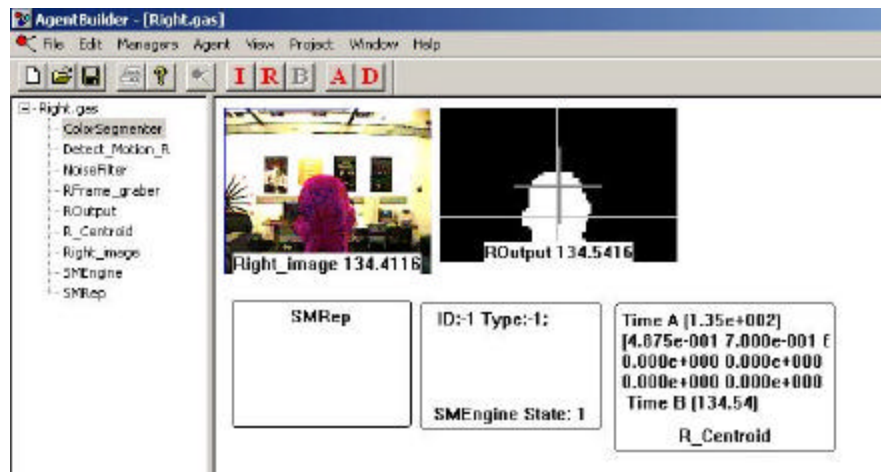 AgentBuilder - [Right.gas]
File Edit Managers Agent View Project Window Help
I R B A D
Right.gas
ColorSegmenter
Detect_Motion_R
NoiseFilter
RFrame_graber
ROutput
R_Centroid
Right_image
SMEngine
SMRep
Right_image 134.4116
ROutput 134.5416
SMRep
ID:-1 Type:-1:
SMEngine State: 1
Time A [1.35e+002]
[4.875e-001 7.000e-001
0.000e+000 0.000e+000
0.000e+000 0.000e+000
Time B [134.54]
R_Centroid